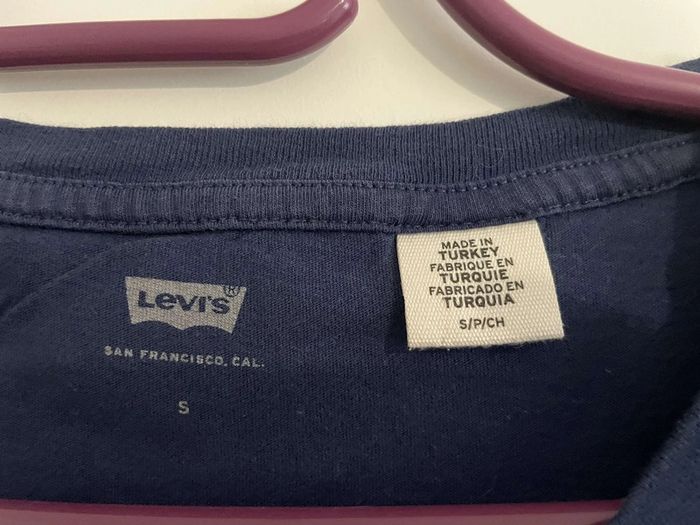 Levi's®
SAN FRANCISCO, CAL.
S
MADE IN
TURKEY
FABRIQUE EN
TURQUIE
FABRICADO EN
TURQUIA
S/P/CH